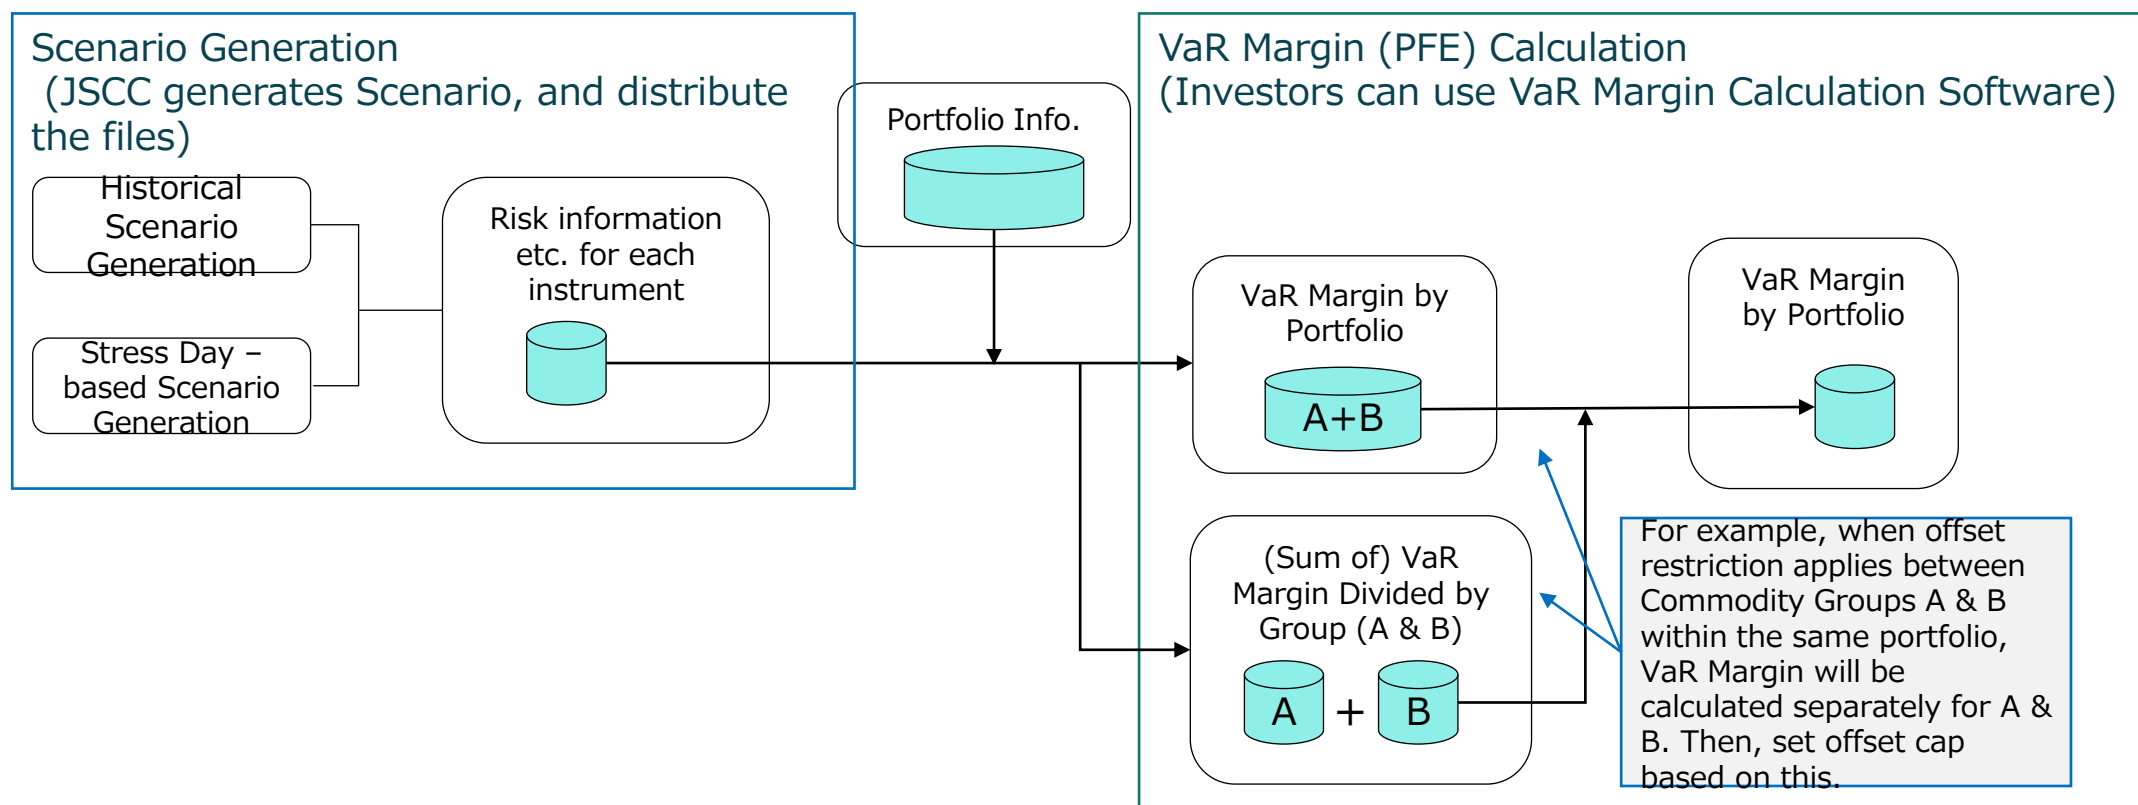 Scenario Generation
(JSCC generates Scenario, and distribute
the files)
Historical
Scenario
Generation
Stress Day –
based Scenario
Generation
Risk information
etc. for each
instrument
Portfolio Info.
VaR Margin (PFE) Calculation
(Investors can use VaR Margin Calculation Software)
VaR Margin by
Portfolio
A+B
VaR Margin
by Portfolio
(Sum of) VaR
Margin Divided by
Group (A & B)
A + B
For example, when offset
restriction applies between
Commodity Groups A & B
within the same portfolio,
VaR Margin will be
calculated separately for A &
B. Then, set offset cap
based on this.